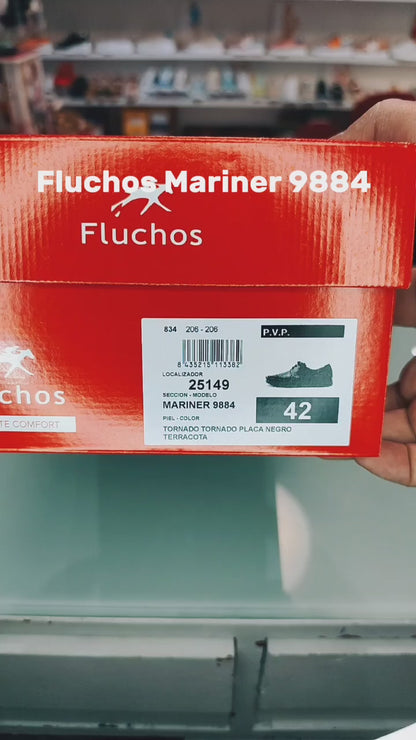 Fluchos Mariner 9884
Fluchos
834 206 - 206
P.V.P.
8 435215 113382
LOCALIZADOR
25149
SECCION - MODELO
MARINER 9884
42
PIEL - COLOR
TORNADO TORNADO PLACA NEGRO
TERRACOTA
uchos
TE COMFORT